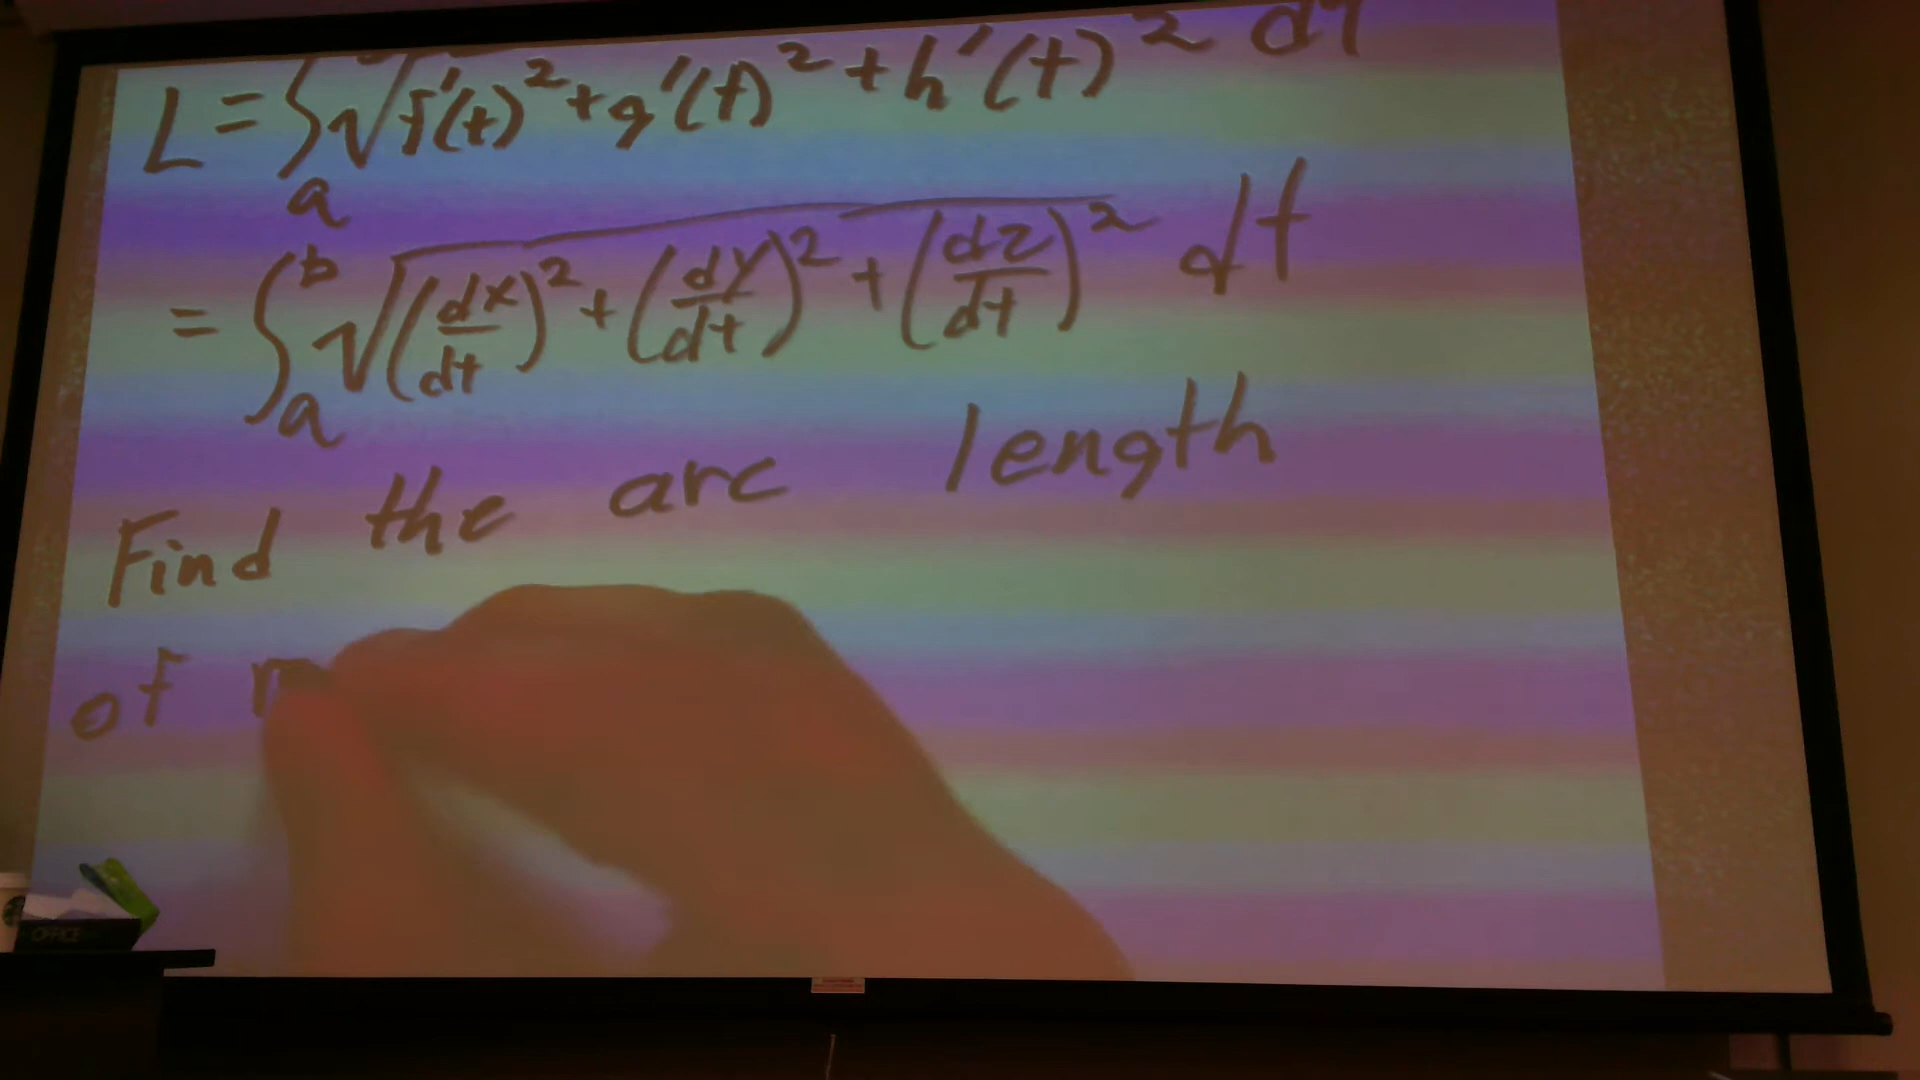 L = ∫a √f'(t)² + g'(t)² + h'(t)² dt
= ∫a^b √(dx/dt)² + (dy/dt)² + (dz/dt)² dt
Find the arc length
of r
OFFICE